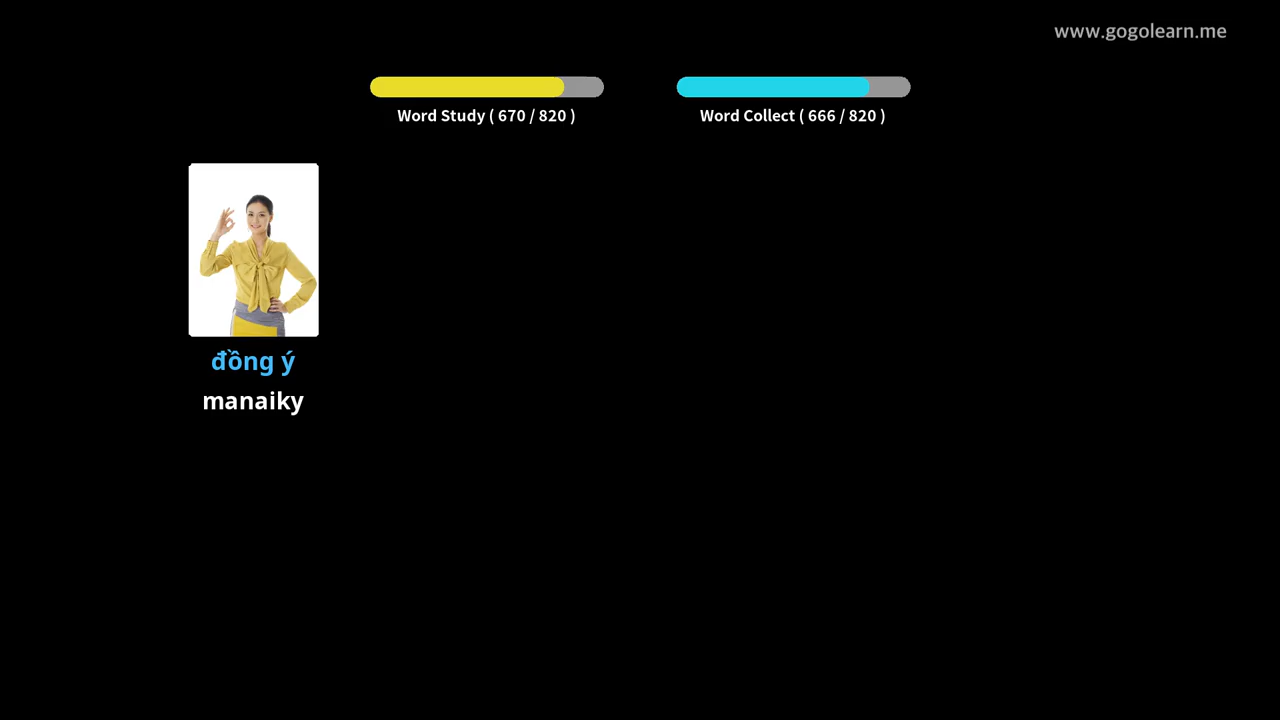 www.gogolearn.me
Word Study ( 670 / 820 )
Word Collect ( 666 / 820 )
đồng ý
manaiky